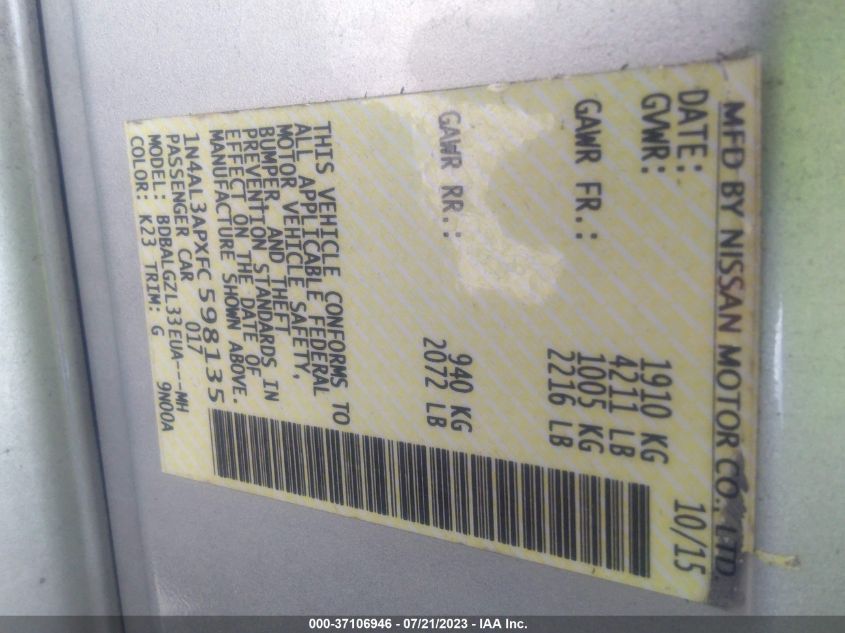 MFD BY NISSAN MOTOR CO., LTD.
DATE: 10/15
GVWR: 1910 KG
4211 LB
GAWR FR.: 1005 KG
2216 LB
GAWR RR.: 940 KG
2072 LB
THIS VEHICLE CONFORMS TO
ALL APPLICABLE FEDERAL
MOTOR VEHICLE SAFETY,
BUMPER, AND THEFT
PREVENTION STANDARDS IN
EFFECT ON THE DATE OF
MANUFACTURE SHOWN ABOVE.
1N4AL3APXFC598135
PASSENGER CAR 017
MODEL: BDBALGZL33EUA---MH
COLOR: K23 TRIM: G 9N00A
000-37106946 - 07/21/2023 - IAA Inc.